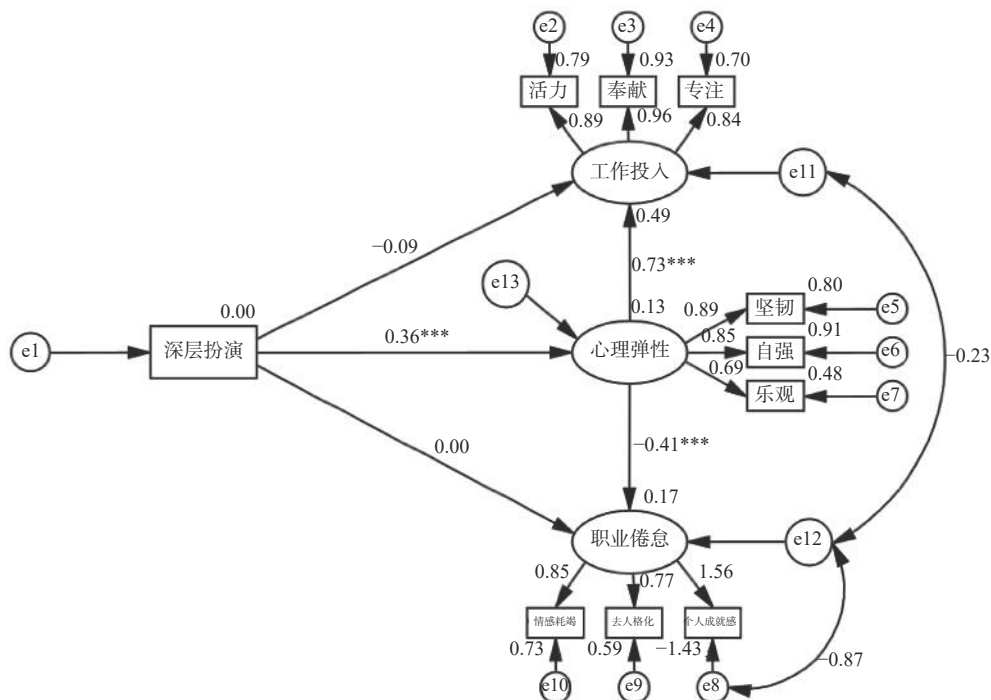 e2
e3
e4
0.79
0.93
0.70
活力
奉献
专注
0.89
0.96
0.84
工作投入
e11
0.49
−0.09
0.73***
e13
0.00
0.13
0.89
0.80
坚韧
e5
e1
深层扮演
0.36***
心理弹性
0.85
0.91
自强
e6
−0.23
0.69
0.48
乐观
e7
0.00
−0.41***
0.17
职业倦怠
e12
0.85
0.77
1.56
情感耗竭
去人格化
个人成就感
0.73
0.59
−1.43
−0.87
e10
e9
e8